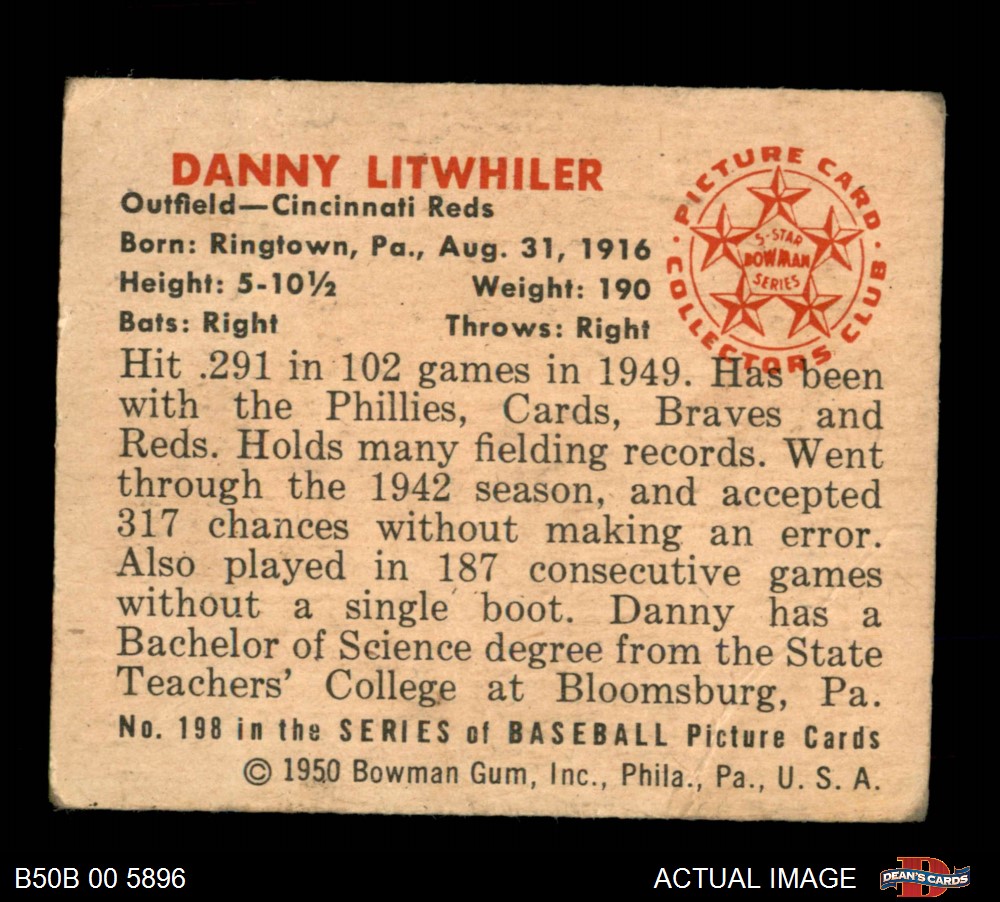 DANNY LITWHILER
Outfield—Cincinnati Reds
Born: Ringtown, Pa., Aug. 31, 1916
Height: 5-10½ Weight: 190
Bats: Right Throws: Right
PICTURE CARD
COLLECTORS CLUB
5-STAR
BOWMAN
SERIES
Hit .291 in 102 games in 1949. Has been
with the Phillies, Cards, Braves and
Reds. Holds many fielding records. Went
through the 1942 season, and accepted
317 chances without making an error.
Also played in 187 consecutive games
without a single boot. Danny has a
Bachelor of Science degree from the State
Teachers' College at Bloomsburg, Pa.
No. 198 in the SERIES of BASEBALL Picture Cards
© 1950 Bowman Gum, Inc., Phila., Pa., U. S. A.
B50B 00 5896
ACTUAL IMAGE
DEAN'S CARDS